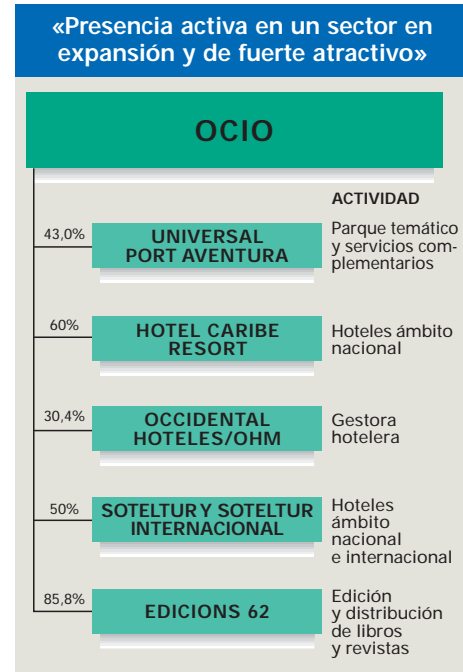 «Presencia activa en un sector en
expansión y de fuerte atractivo»
OCIO
ACTIVIDAD
43,0%
UNIVERSAL
PORT AVENTURA
Parque temático
y servicios com-
plementarios
60%
HOTEL CARIBE
RESORT
Hoteles ámbito
nacional
30,4%
OCCIDENTAL
HOTELES/OHM
Gestora
hotelera
50%
SOTELTUR Y SOTELTUR
INTERNACIONAL
Hoteles
ámbito
nacional
e internacional
85,8%
EDICIONS 62
Edición
y distribución
de libros
y revistas